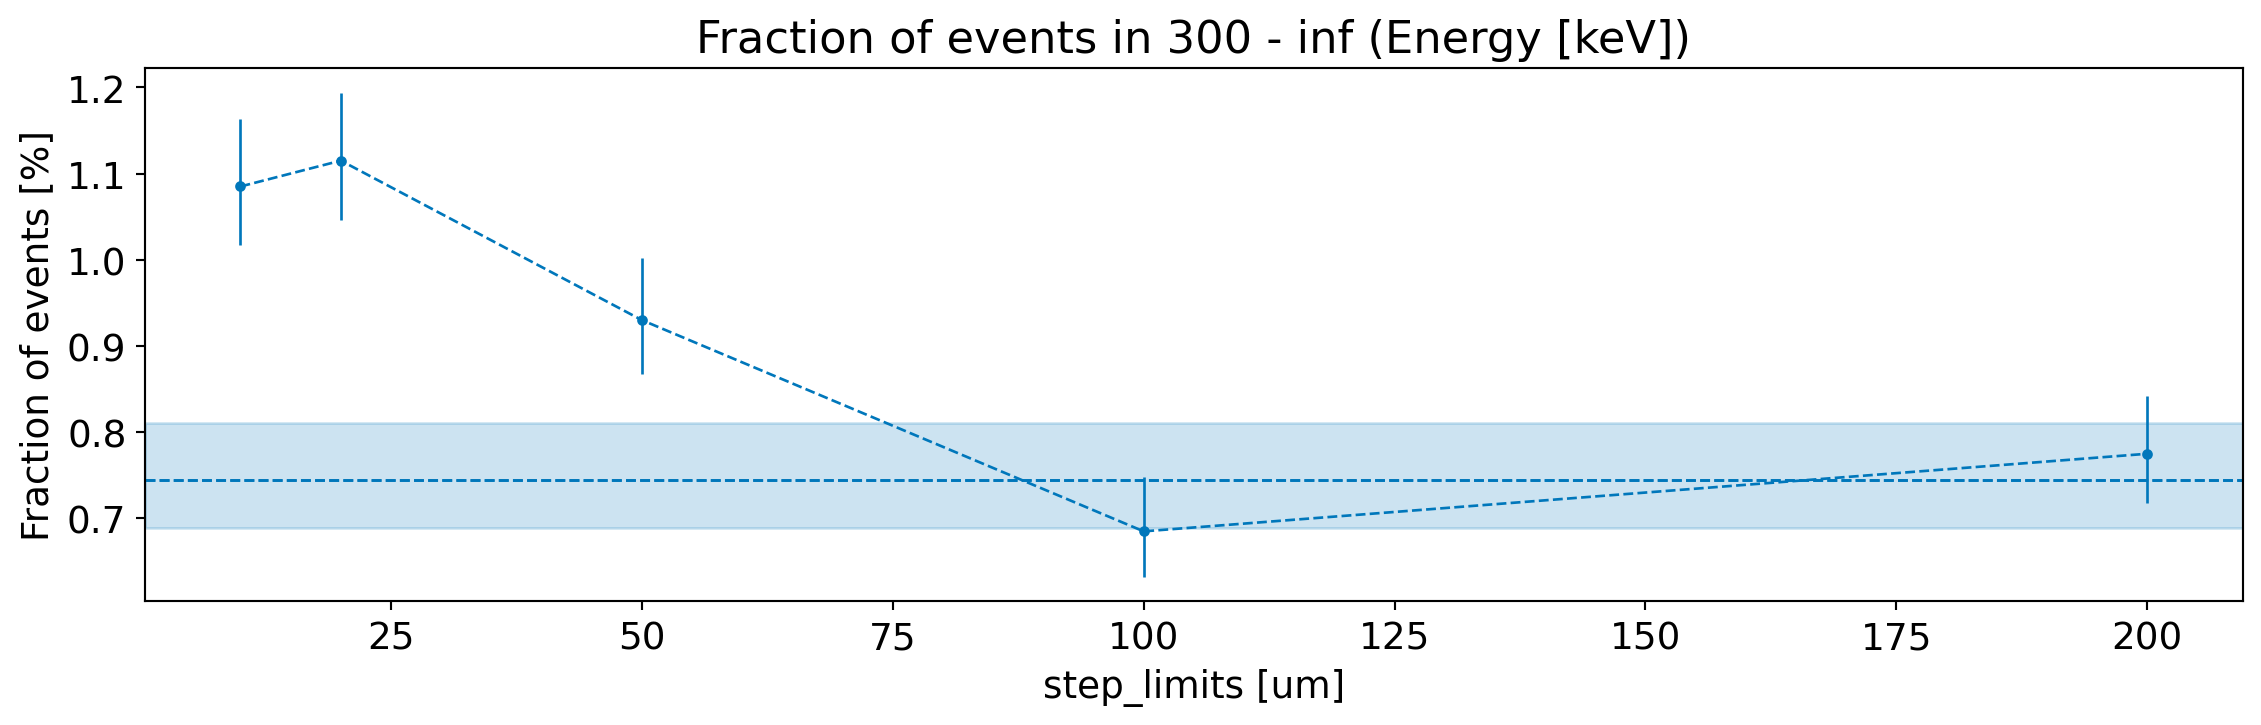 Fraction of events in 300 - inf (Energy [keV])
Fraction of events [%]
1.2
1.1
1.0
0.9
0.8
0.7
25 50 75 100 125 150 175 200
step_limits [um]